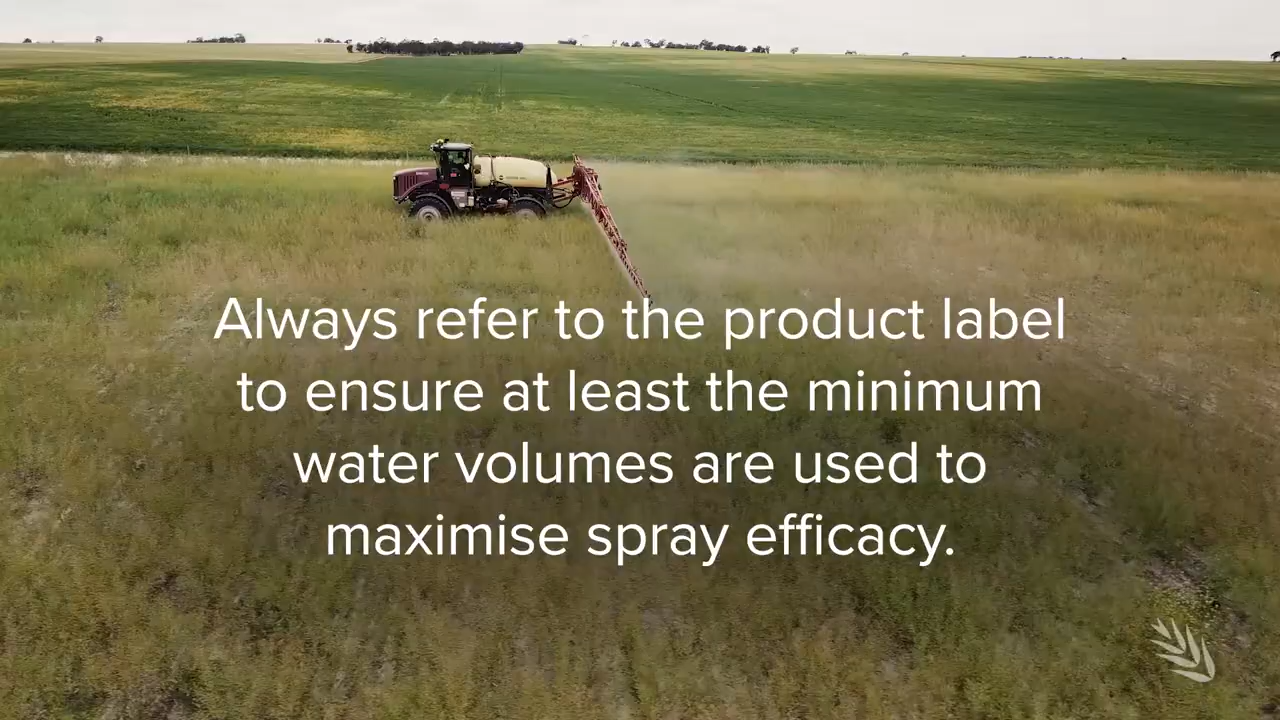 Always refer to the product label
to ensure at least the minimum
water volumes are used to
maximise spray efficacy.